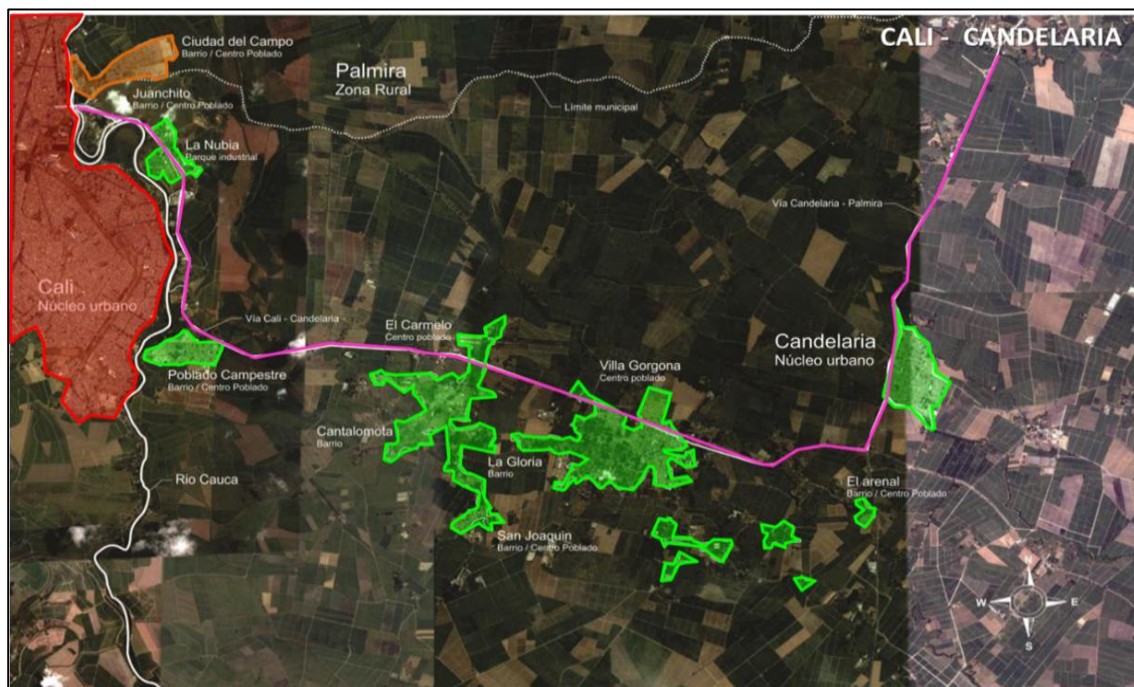 CALI - CANDELARIA
Ciudad del Campo
Barrio / Centro Poblado
Palmira
Zona Rural
Juanchito
Barrio / Centro Poblado
Límite municipal
La Nubia
Parque industrial
Vía Candelaria - Palmira
Cali
Núcleo urbano
Vía Cali - Candelaria
El Carmelo
Centro poblado
Candelaria
Núcleo urbano
Villa Gorgona
Centro poblado
Poblado Campestre
Barrio / Centro Poblado
Cantalomota
Barrio
La Gloria
Barrio
Río Cauca
El arenal
Barrio / Centro Poblado
San Joaquin
Barrio / Centro Poblado
N
W
E
S